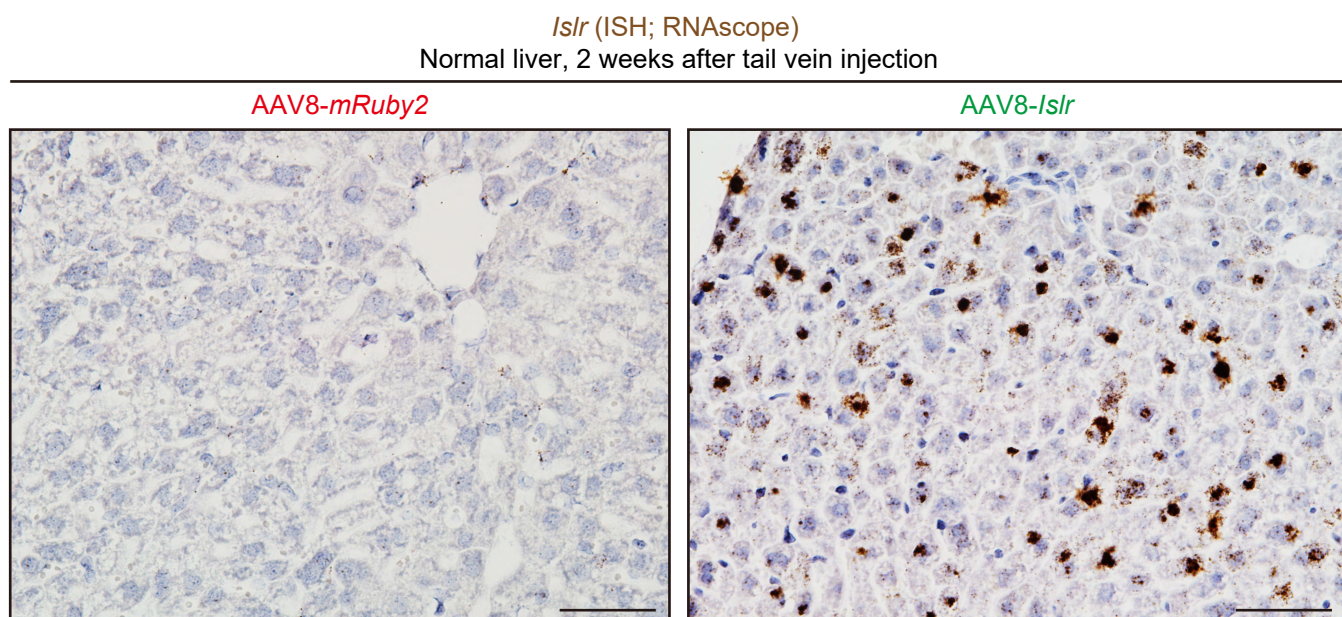 Islr (ISH; RNAscope)
Normal liver, 2 weeks after tail vein injection
AAV8-mRuby2
AAV8-Islr